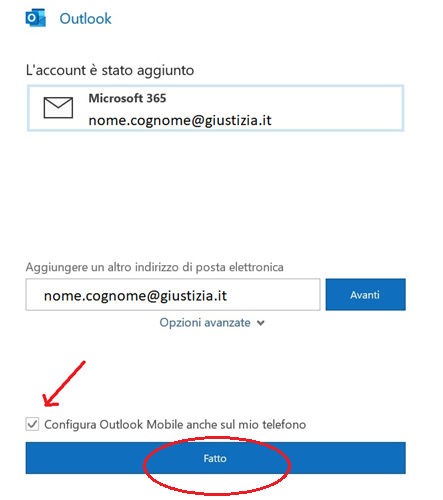 Outlook
L'account è stato aggiunto
Microsoft 365
nome.cognome@giustizia.it
Aggiungere un altro indirizzo di posta elettronica
nome.cognome@giustizia.it
Avanti
Opzioni avanzate
Configura Outlook Mobile anche sul mio telefono
Fatto